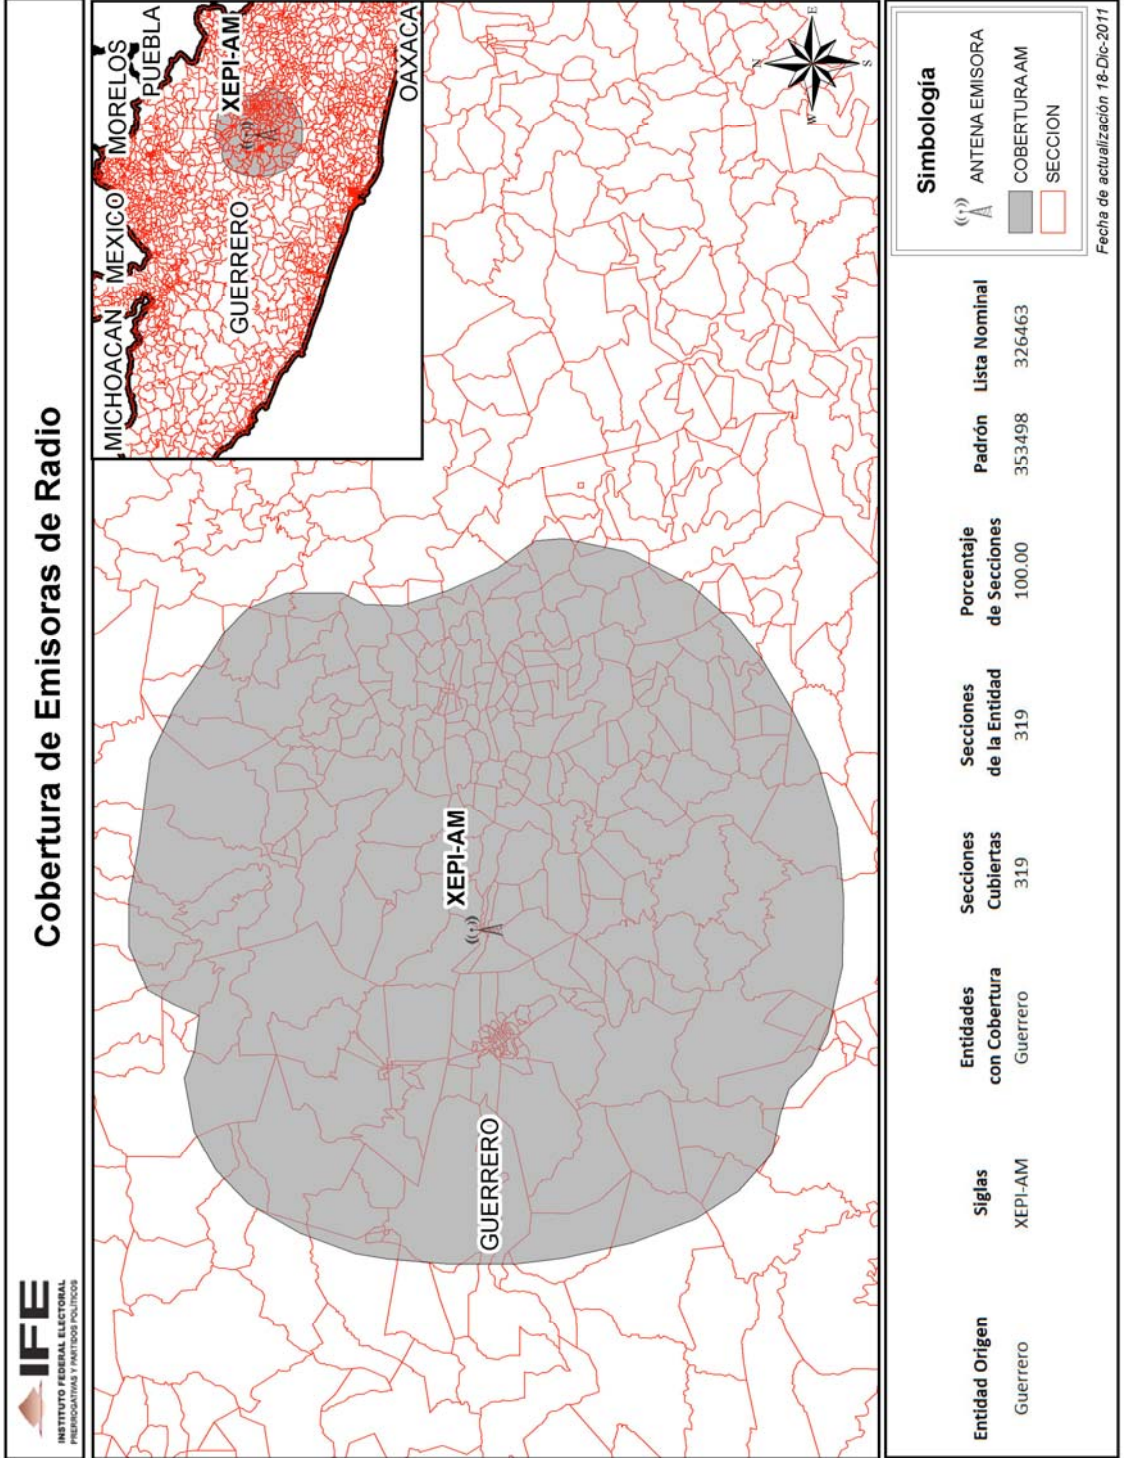 IFE
INSTITUTO FEDERAL ELECTORAL
PRERROGATIVAS Y PARTIDOS POLÍTICOS
Cobertura de Emisoras de Radio
MICHOACAN
MEXICO
MORELOS
PUEBLA
GUERRERO
XEPI-AM
OAXACA
XEPI-AM
GUERRERO
N
E
S
W
Entidad Origen
Guerrero
Siglas
XEPI-AM
Entidades
con Cobertura
Guerrero
Secciones
Cubiertas
319
Secciones
de la Entidad
319
Porcentaje
de Secciones
100.00
Padrón
353498
Lista Nominal
326463
Simbología
ANTENA EMISORA
COBERTURA AM
SECCION
Fecha de actualización 18-Dic-2011